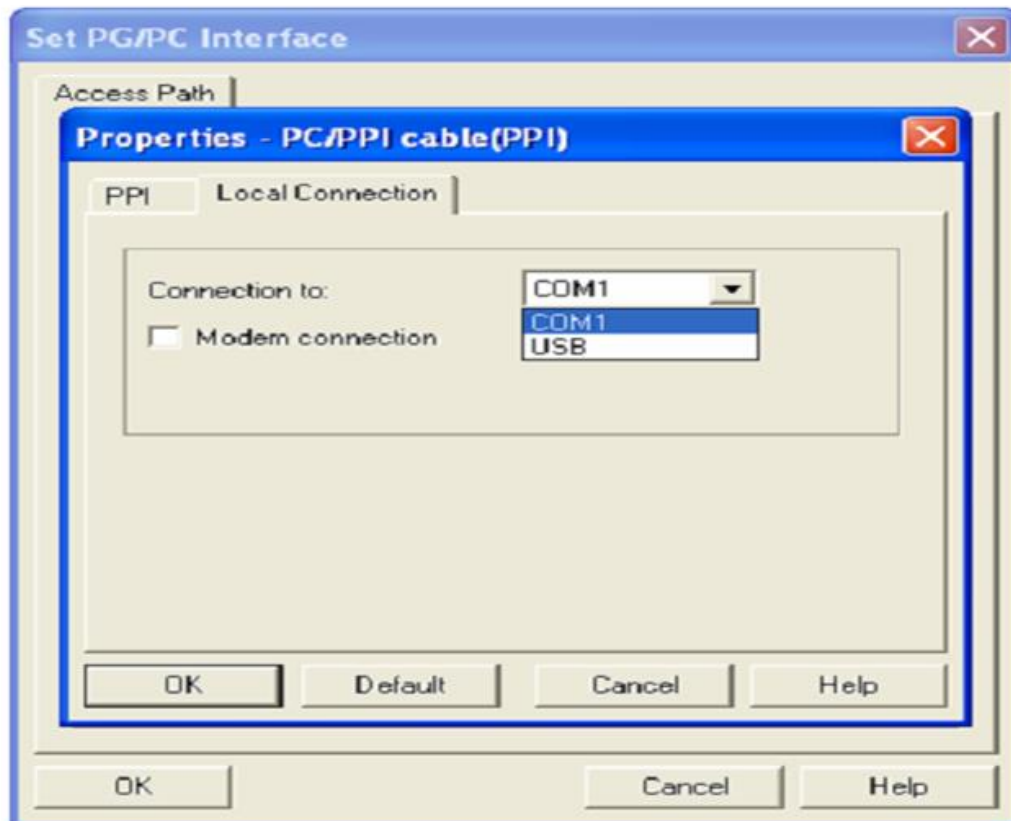 Set PG/PC Interface
Access Path
Properties - PC/PPI cable(PPI)
PPI Local Connection
Connection to: COM1
COM1
Modem connection
USB
OK Default Cancel Help
OK Cancel Help